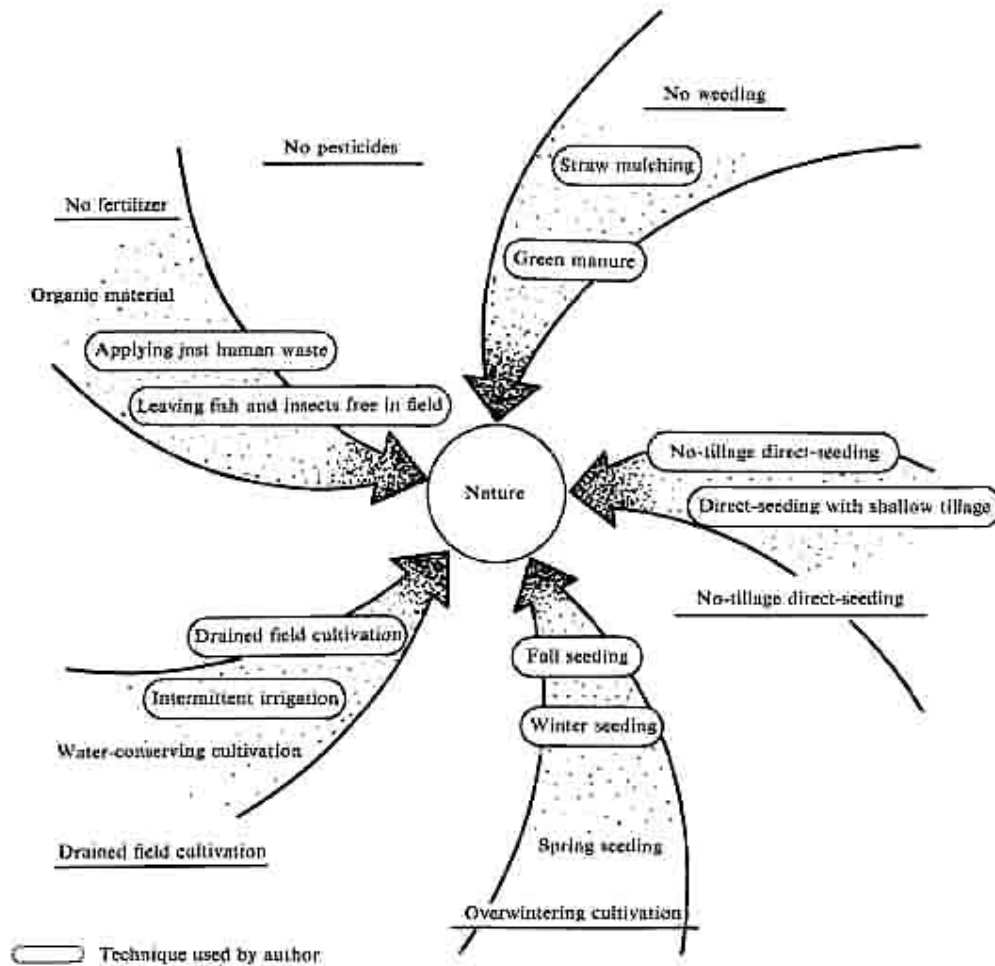 No weeding
No pesticides
Straw mulching
No fertilizer
Green manure
Organic material
Applying just human waste
Leaving fish and insects free in field
No-tillage direct-seeding
Nature
Direct-seeding with shallow tillage
No-tillage direct-seeding
Drained field cultivation
Fall seeding
Intermittent irrigation
Winter seeding
Water-conserving cultivation
Spring seeding
Drained field cultivation
Overwintering cultivation
Technique used by author